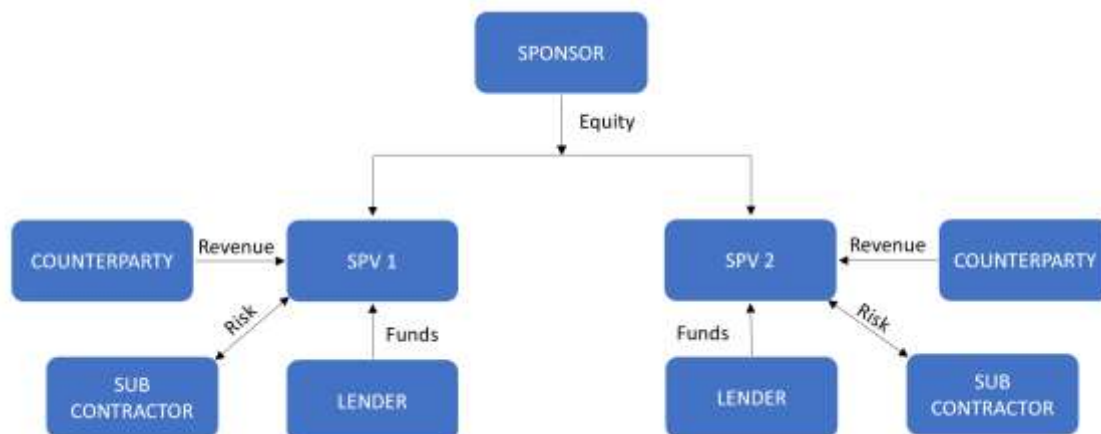 SPONSOR
Equity
COUNTERPARTY
Revenue
SPV 1
SPV 2
Revenue
COUNTERPARTY
Risk
Funds
Funds
Risk
SUB
CONTRACTOR
LENDER
LENDER
SUB
CONTRACTOR